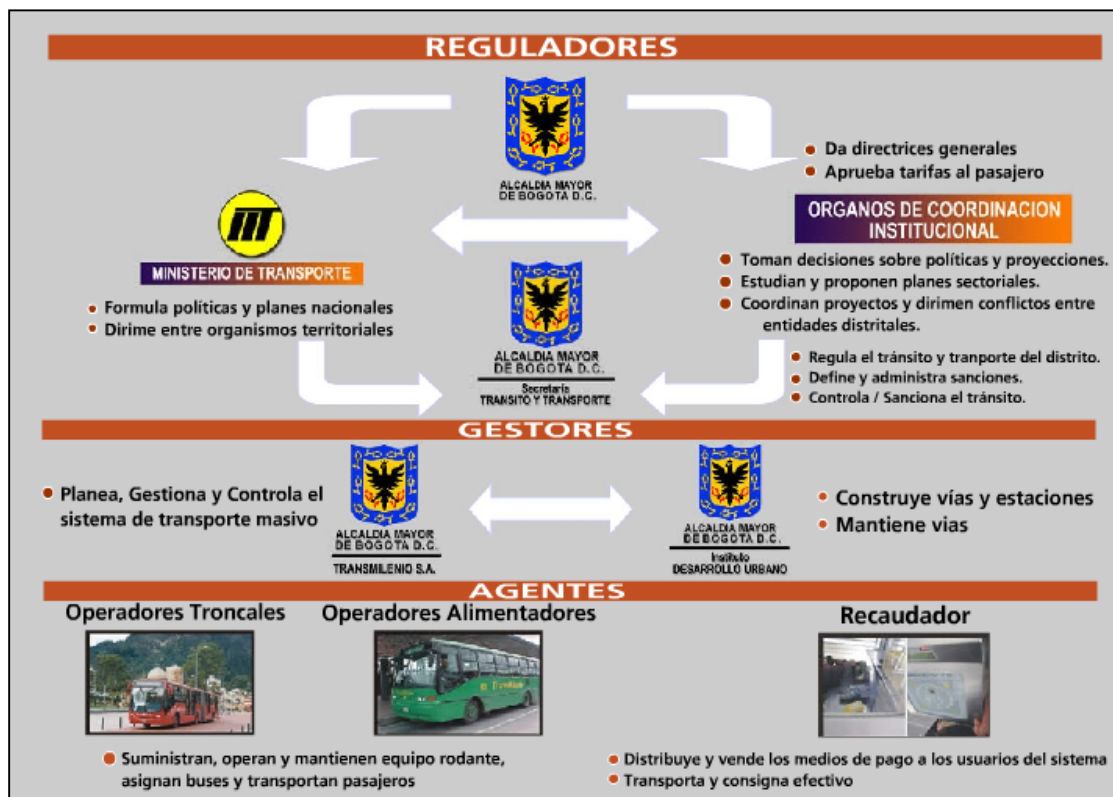 REGULADORES
ALCALDIA MAYOR
DE BOGOTA D.C.
Da directrices generales
Aprueba tarifas al pasajero
MINISTERIO DE TRANSPORTE
Formula políticas y planes nacionales
Dirime entre organismos territoriales
ORGANOS DE COORDINACION
INSTITUCIONAL
Toman decisiones sobre políticas y proyecciones.
Estudian y proponen planes sectoriales.
Coordinan proyectos y dirimen conflictos entre
entidades distritales.
ALCALDIA MAYOR
DE BOGOTA D.C.
Secretaría
TRANSITO Y TRANSPORTE
Regula el tránsito y tranporte del distrito.
Define y administra sanciones.
Controla / Sanciona el tránsito.
GESTORES
Planea, Gestiona y Controla el
sistema de transporte masivo
ALCALDIA MAYOR
DE BOGOTA D.C.
TRANSMILENIO S.A.
ALCALDIA MAYOR
DE BOGOTA D.C.
Instituto
DESARROLLO URBANO
Construye vías y estaciones
Mantiene vias
AGENTES
Operadores Troncales
Operadores Alimentadores
Recaudador
Suministran, operan y mantienen equipo rodante,
asignan buses y transportan pasajeros
Distribuye y vende los medios de pago a los usuarios del sistema
Transporta y consigna efectivo